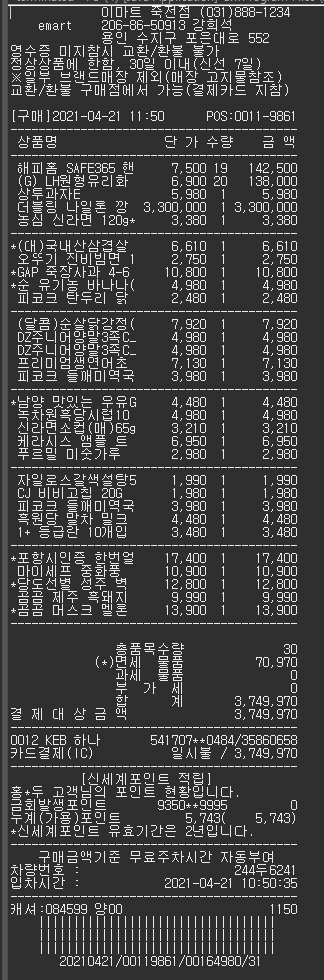 이마트 죽전점 (031)888-1234
emart 206-86-50913 강희석
용인 수지구 포은대로 552
영수증 미지참시 교환/환불 불가
정상상품에 한함, 30일 이내(신선 7일)
※일부 브랜드매장 제외(매장 고지물참조)
교환/환불 구매점에서 가능(결제카드 지참)
[구매]2021-04-21 11:50 POS:0011-9861
상품명 단 가 수량 금 액
해피홈 SAFE365 핸 7,500 19 142,500
(G) LH원형유리화 6,900 20 138,000
상투과자E 5,980 1 5,980
더블링 나일론 깡 3,300,000 1 3,300,000
농심 신라면 120g* 3,380 1 3,380
*(대)국내산삼겹살 6,610 1 6,610
오뚜기 진비빔면 1 2,750 1 2,750
*GAP 죽장사과 4-6 10,800 1 10,800
*순 유기농 바나나( 4,980 1 4,980
피코크 탄두리 닭 2,480 1 2,480
(달콤)순살닭강정( 7,920 1 7,920
DZ주니어양말3족C_ 4,980 1 4,980
DZ주니어양말3족C_ 4,980 1 4,980
프리미엄생연어초 7,130 1 7,130
피코크 들깨미역국 3,980 1 3,980
*남양 맛있는 우유G 4,480 1 4,480
녹차원흑당시럽10 4,980 1 4,980
신라면소컵(매)65g 3,210 1 3,210
케라시스 앰플 트 6,950 1 6,950
푸르밀 미숫가루 2,980 1 2,980
자일로스갈색설탕5 1,990 1 1,990
CJ 비비고칩 20G 1,980 1 1,980
피코크 들깨미역국 3,980 1 3,980
흑원당 말차 밀크 4,480 1 4,480
1+ 등급란 10개입 3,480 1 3,480
*포항시인증 한번얼 17,400 1 17,400
마이셰프 중화풍 10,900 1 10,900
*당도선별 성주 병 12,800 1 12,800
곰곰 제주 흑돼지 9,990 1 9,990
*곰곰 머스크 멜론 13,900 1 13,900
총품목수량 30
(*)면세 물품 70,970
과세 물품 0
부 가 세 0
합 계 3,749,970
결 제 대 상 금 액 3,749,970
0012 KEB 하나 541707**0484/35860658
카드결제(IC) 일시불 / 3,749,970
[신세계포인트 적립]
홍*두 고객님의 포인트 현황입니다.
금회발생포인트 9350**9995 0
누계(가용)포인트 5,743( 5,743)
*신세계포인트 유효기간은 2년입니다.
구매금액기준 무료주차시간 자동부여
차량번호 : 244두6241
입차시간 : 2021-04-21 10:50:35
캐셔:084599 양00 1150
20210421/00119861/00164980/31